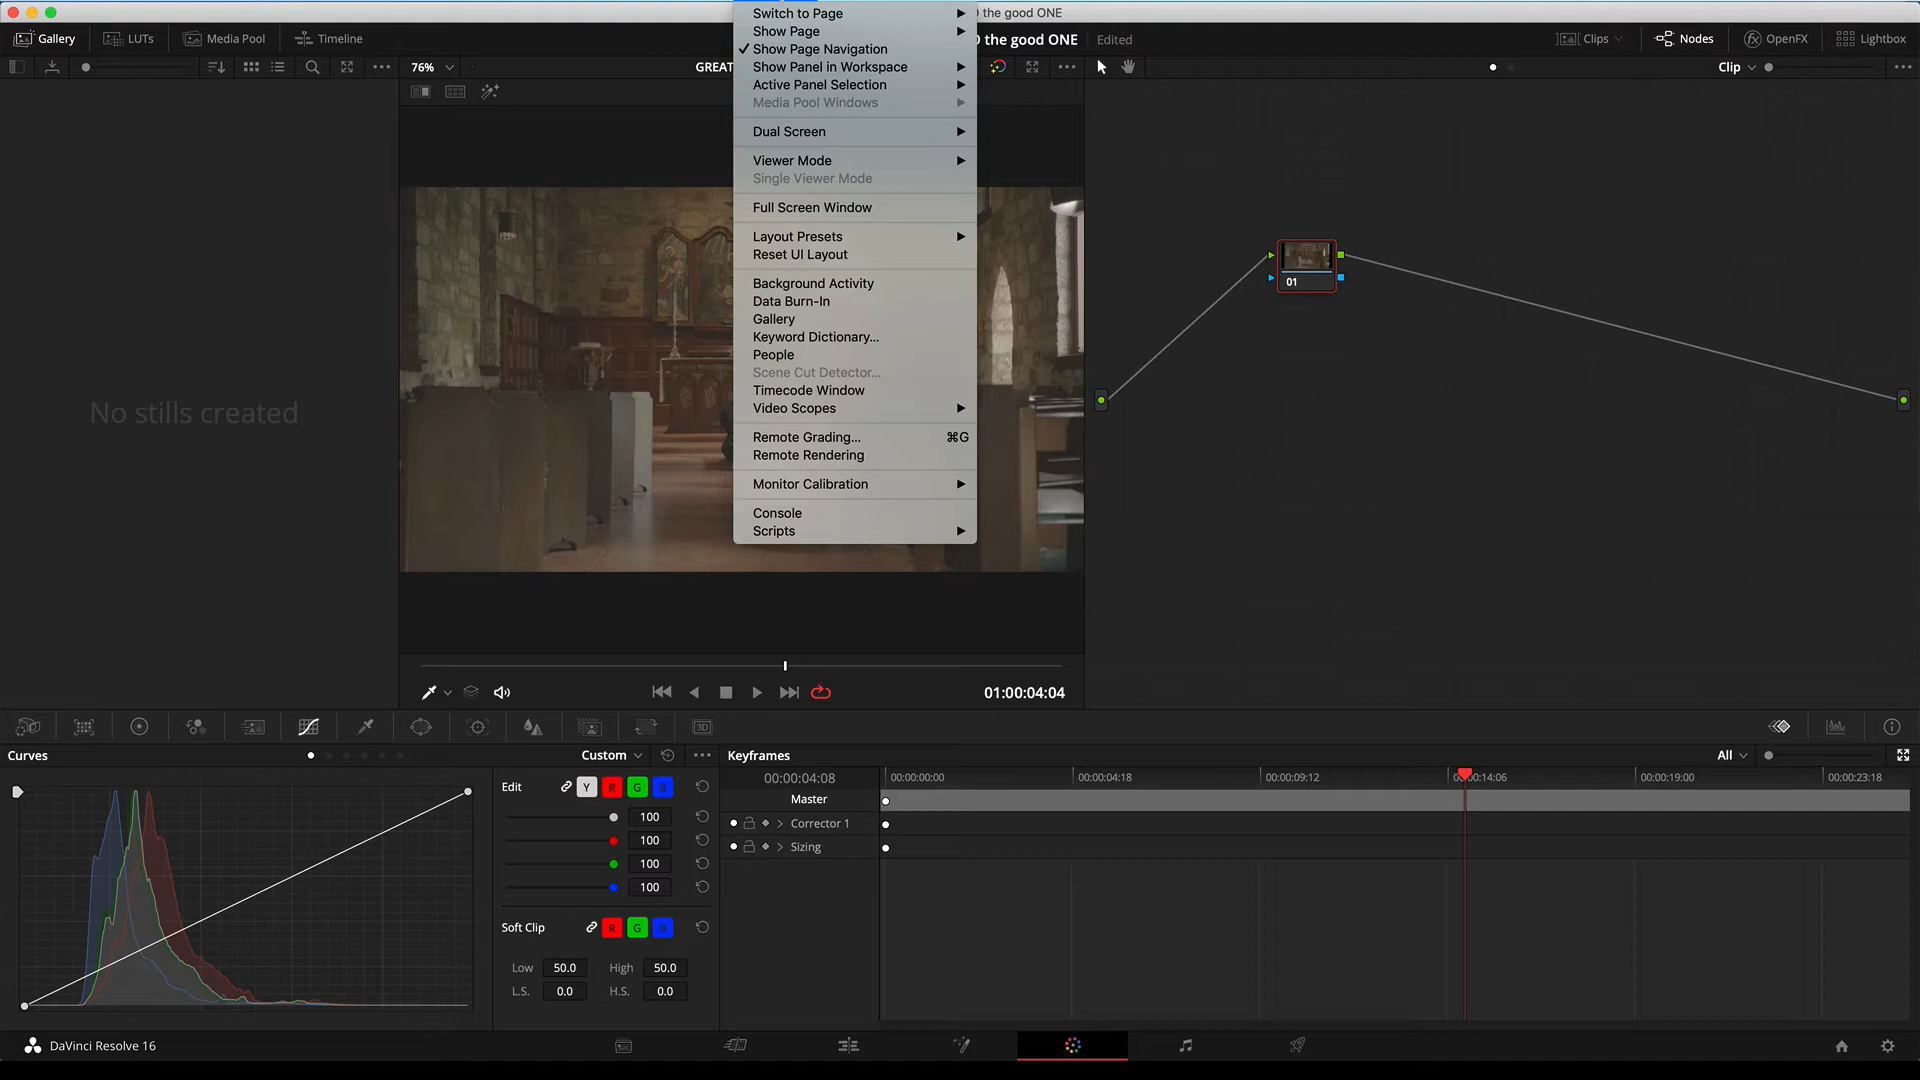 the good ONE
Gallery
LUTs
Media Pool
Timeline
the good ONE
Edited
Clips
Nodes
OpenFX
Lightbox
76%
GREAT
Clip
Switch to Page
Show Page
Show Page Navigation
Show Panel in Workspace
Active Panel Selection
Media Pool Windows
Dual Screen
Viewer Mode
Single Viewer Mode
Full Screen Window
Layout Presets
Reset UI Layout
Background Activity
Data Burn-In
Gallery
Keyword Dictionary...
People
Scene Cut Detector...
Timecode Window
Video Scopes
Remote Grading... ⌘G
Remote Rendering
Monitor Calibration
Console
Scripts
No stills created
01
01:00:04:04
3D
Curves
Custom
Keyframes
All
Edit
Y R G B
100
100
100
100
Soft Clip
R G B
Low 50.0 High 50.0
L.S. 0.0 H.S. 0.0
00:00:04:08
00:00:00:00
00:00:04:18
00:00:09:12
00:00:14:06
00:00:19:00
00:00:23:18
Master
Corrector 1
Sizing
DaVinci Resolve 16